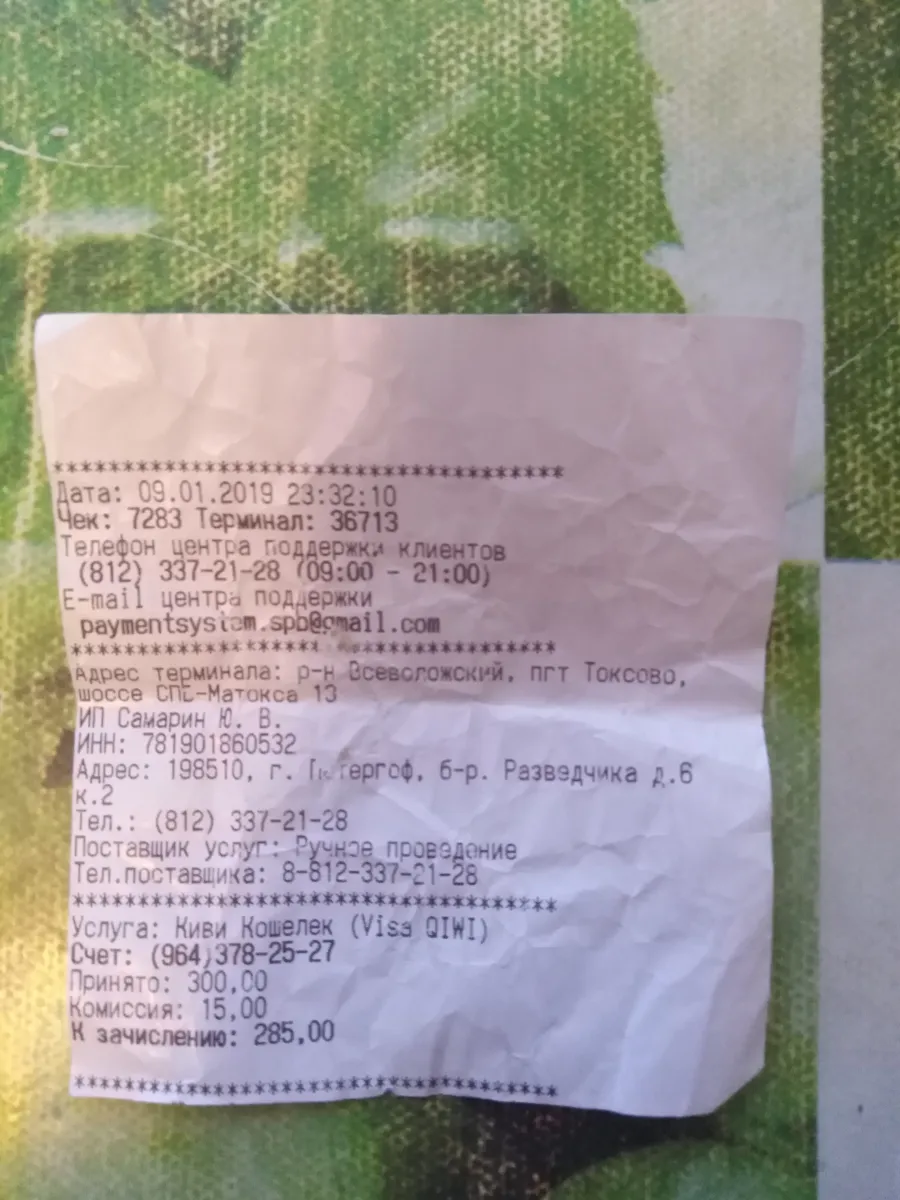 ************************************
Дата: 09.01.2019 23:32:10
Чек: 7283 Терминал: 36713
Телефон центра поддержки клиентов
(812) 337-21-28 (09:00 - 21:00)
E-mail центра поддержки
paymentsystem.spb@gmail.com
************************************
Адрес терминала: р-н Всеволожский, пгт Токсово,
шоссе СПБ-Матокса 13
ИП Самарин Ю. В.
ИНН: 781901860532
Адрес: 198510, г. Петергоф, б-р. Разведчика д.6
к.2
Тел.: (812) 337-21-28
Поставщик услуг: Ручное проведение
Тел.поставщика: 8-812-337-21-28
************************************
Услуга: Киви Кошелек (Visa QIWI)
Счет: (964)378-25-27
Принято: 300,00
Комиссия: 15,00
К зачислению: 285,00
************************************